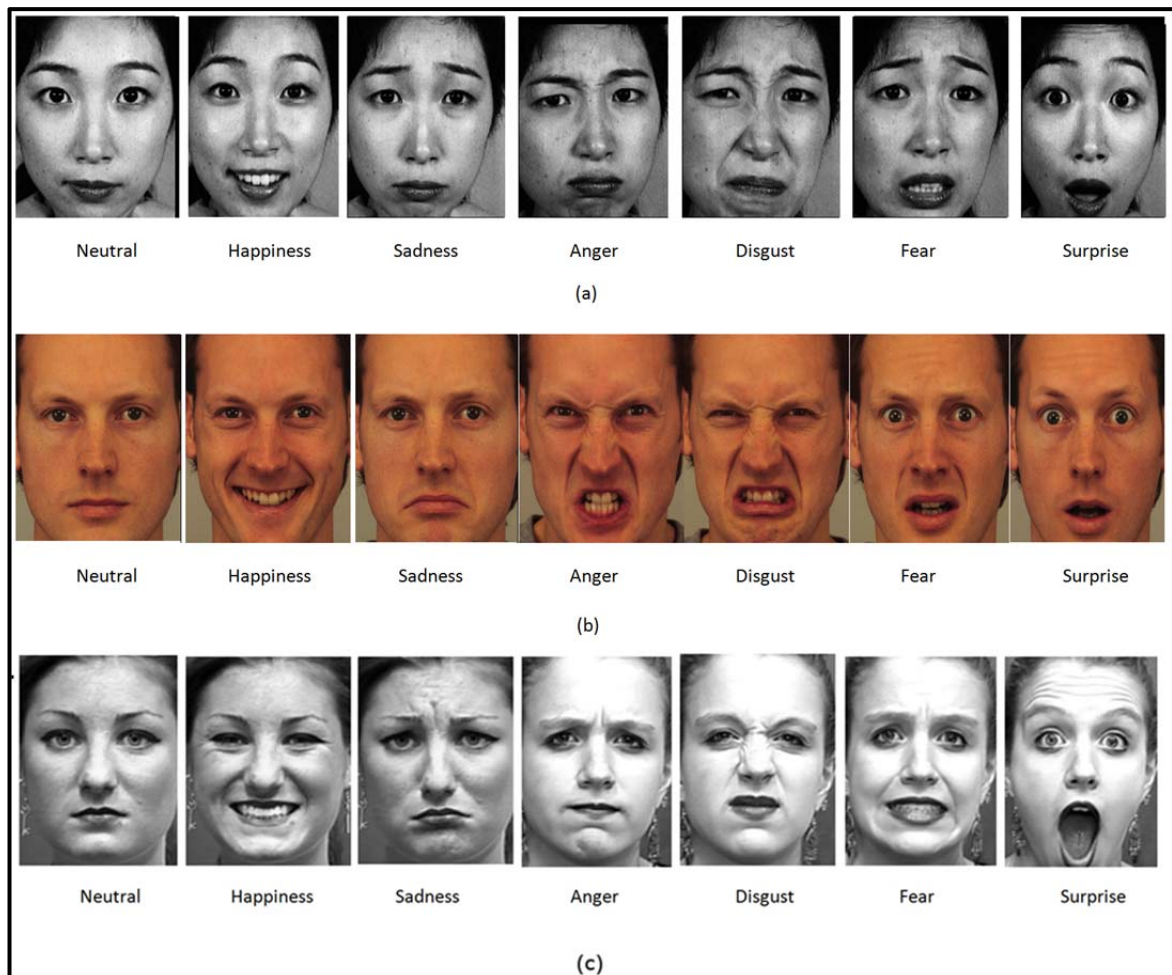 Neutral Happiness Sadness Anger Disgust Fear Surprise
(a)
Neutral Happiness Sadness Anger Disgust Fear Surprise
(b)
Neutral Happiness Sadness Anger Disgust Fear Surprise
(c)